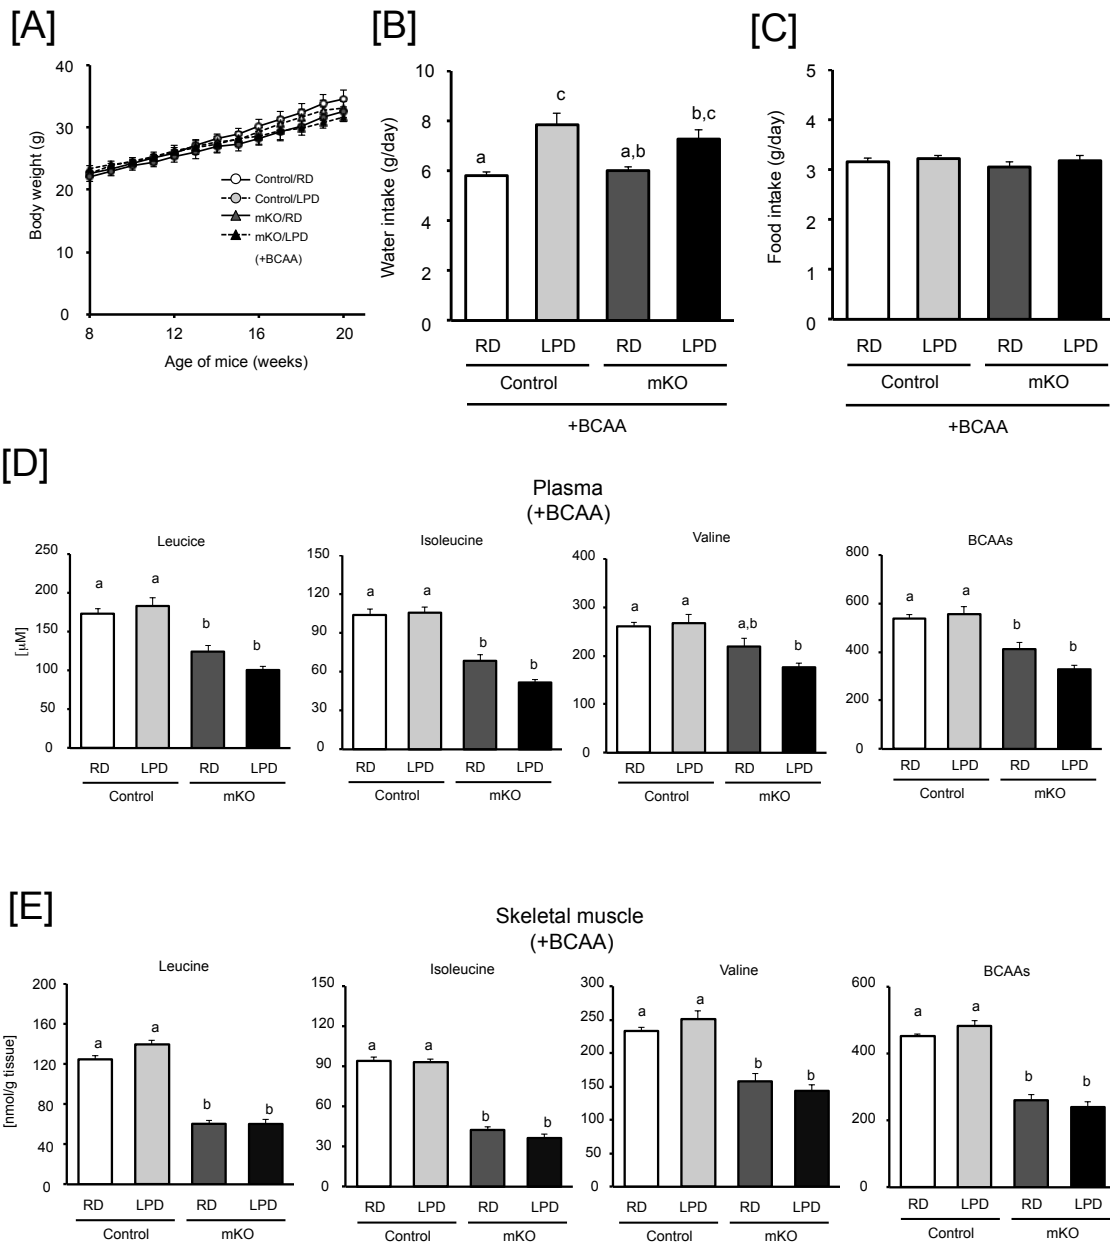 [A]
[B]
[C]
40
30
20
10
0
Body weight (g)
8
12
16
20
Age of mice (weeks)
Control/RD
Control/LPD
mKO/RD
mKO/LPD
(+BCAA)
10
8
6
4
2
0
Water intake (g/day)
a
c
a,b
b,c
RD LPD RD LPD
Control mKO
+BCAA
5
4
3
2
1
0
Food intake (g/day)
RD LPD RD LPD
Control mKO
+BCAA
[D]
Plasma
(+BCAA)
Leucice
250
200
150
100
50
0
[µM]
a a b b
RD LPD RD LPD
Control mKO
Isoleucine
150
120
90
60
30
0
a a b b
RD LPD RD LPD
Control mKO
Valine
400
300
200
100
0
a a a,b b
RD LPD RD LPD
Control mKO
BCAAs
800
600
400
200
0
a a b b
RD LPD RD LPD
Control mKO
[E]
Skeletal muscle
(+BCAA)
Leucine
200
160
120
80
40
0
[nmol/g tissue]
a a b b
RD LPD RD LPD
Control mKO
Isoleucine
150
120
90
60
30
0
a a b b
RD LPD RD LPD
Control mKO
Valine
300
250
200
150
100
50
0
a a b b
RD LPD RD LPD
Control mKO
BCAAs
600
400
200
0
a a b b
RD LPD RD LPD
Control mKO